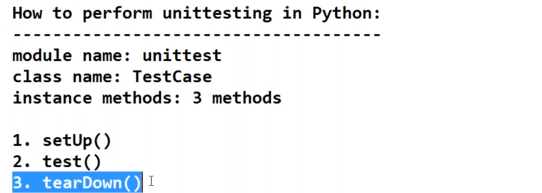 How to perform unittesting in Python:
-------------------------------------
module name: unittest
class name: TestCase
instance methods: 3 methods
1. setUp()
2. test()
3. tearDown()